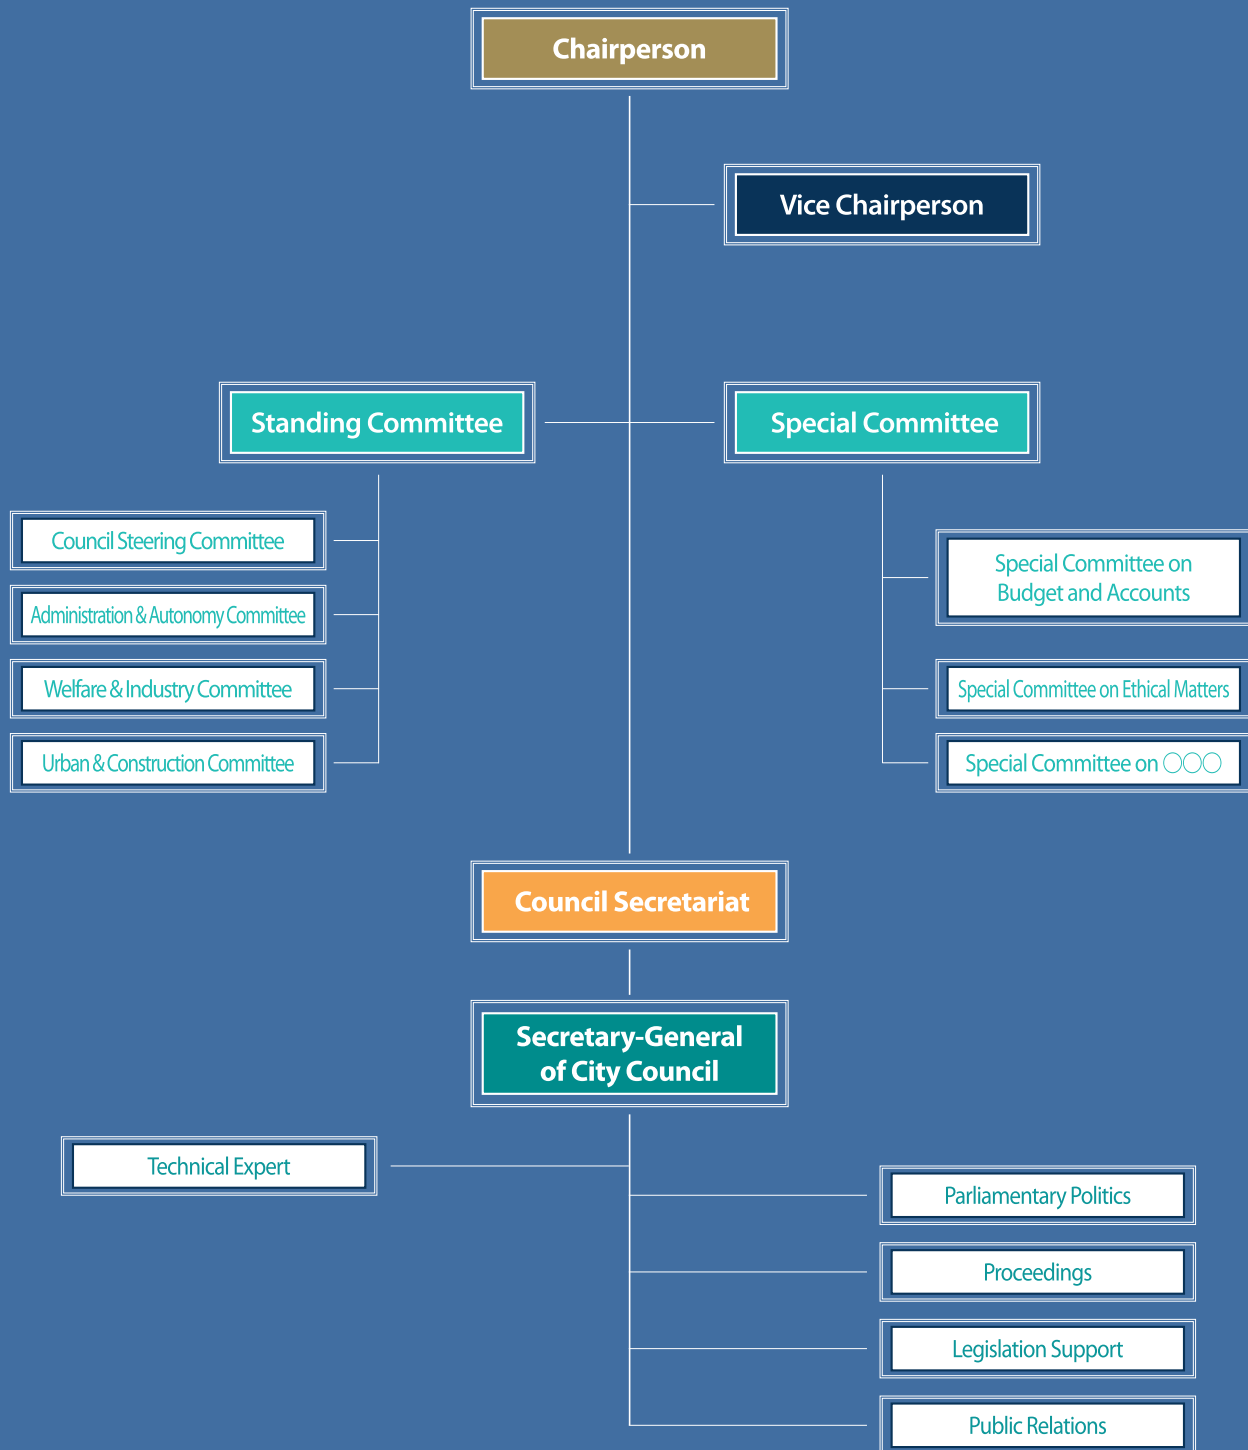 Chairperson
Vice Chairperson
Standing Committee
Special Committee
Council Steering Committee
Administration & Autonomy Committee
Welfare & Industry Committee
Urban & Construction Committee
Special Committee on
Budget and Accounts
Special Committee on Ethical Matters
Special Committee on ○○○
Council Secretariat
Secretary-General
of City Council
Technical Expert
Parliamentary Politics
Proceedings
Legislation Support
Public Relations